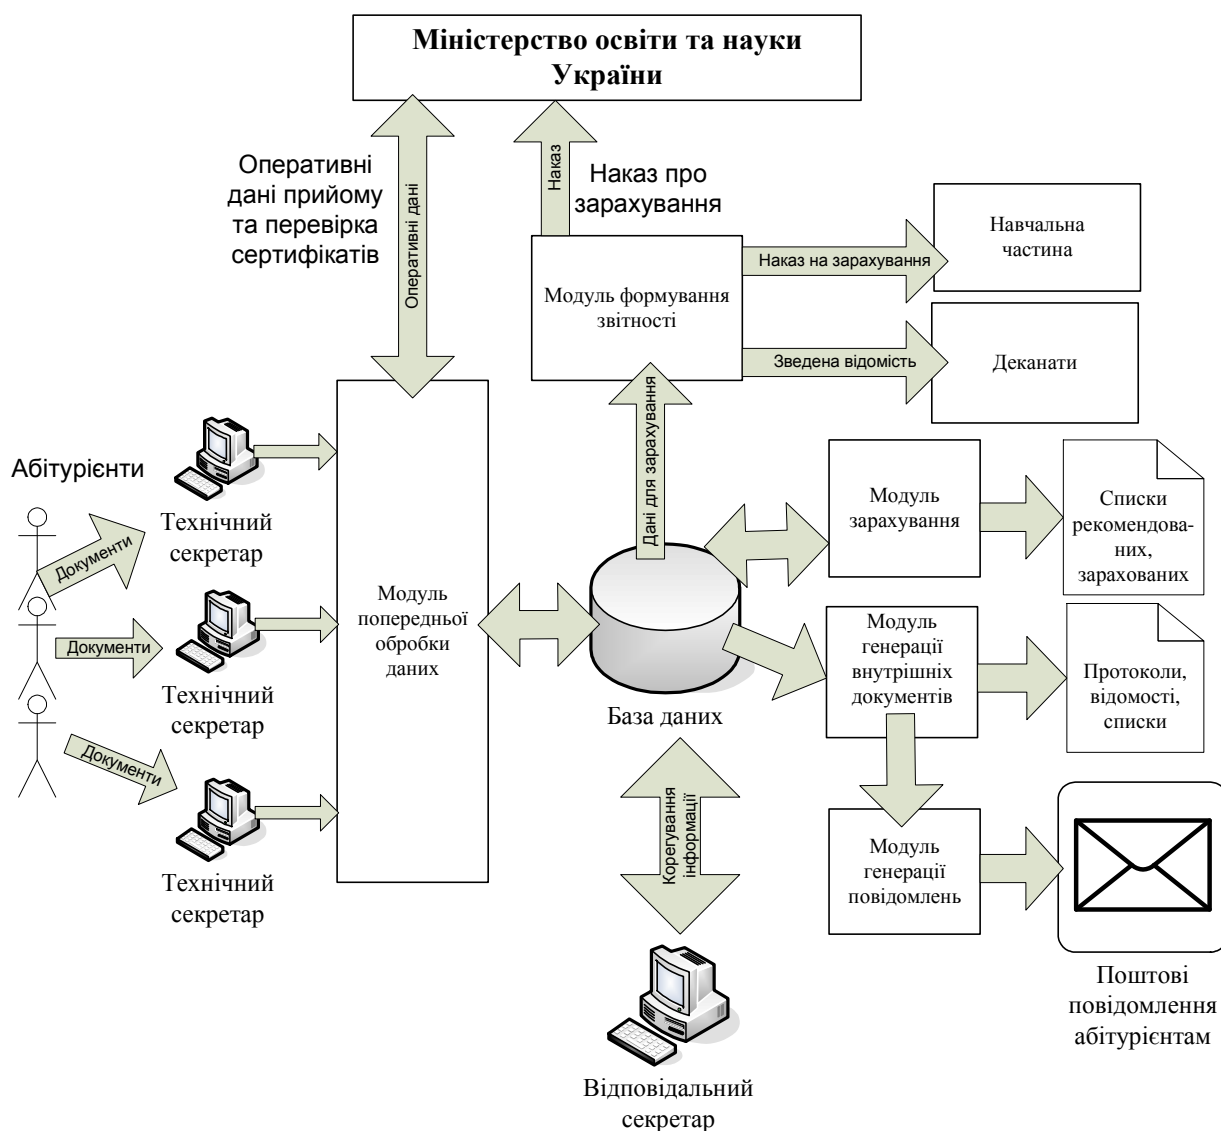 Міністерство освіти та науки
України
Оперативні
дані прийому
та перевірка
сертифікатів
Оперативні дані
Наказ
Наказ про
зарахування
Навчальна
частина
Наказ на зарахування
Модуль формування
звітності
Зведена відомість
Деканати
Дані для зарахування
Абітурієнти
Документи
Технічний
секретар
Документи
Технічний
секретар
Документи
Технічний
секретар
Модуль
попередньої
обробки
даних
База даних
Модуль
зарахування
Списки
рекомендова-
них,
зарахованих
Модуль
генерації
внутрішніх
документів
Протоколи,
відомості,
списки
Корегування
інформації
Модуль
генерації
повідомлень
Поштові
повідомлення
абітурієнтам
Відповідальний
секретар